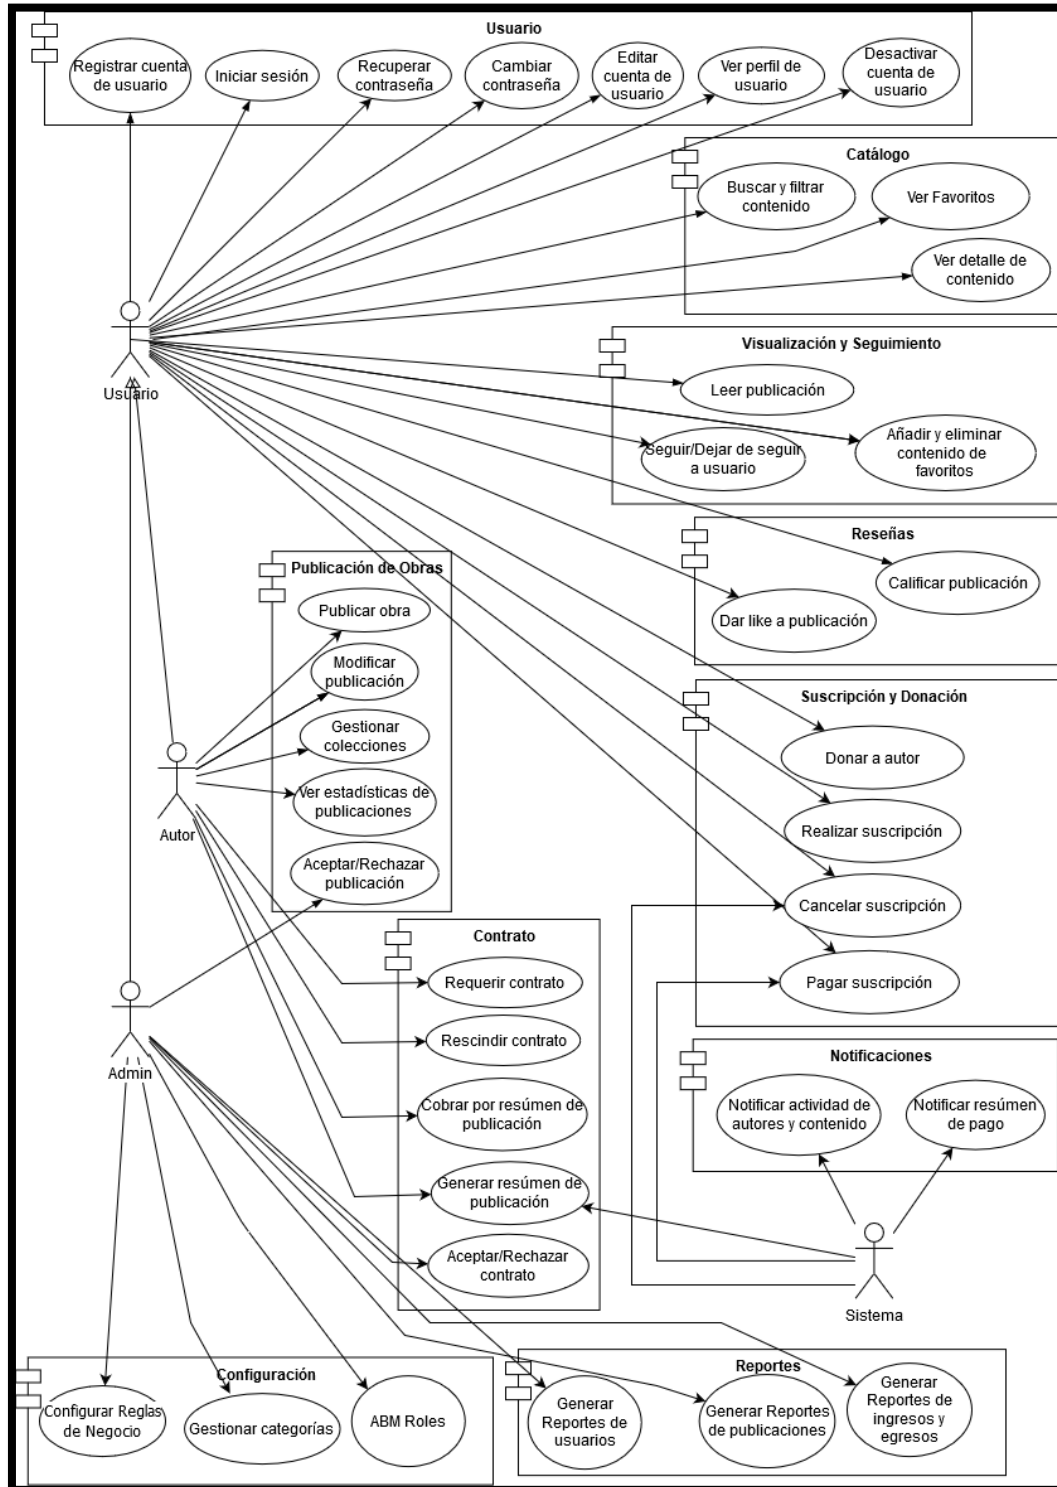 Usuario
Registrar cuenta
de usuario
Iniciar sesión
Recuperar
contraseña
Cambiar
contraseña
Editar
cuenta de
usuario
Ver perfil de
usuario
Desactivar
cuenta de
usuario
Catálogo
Buscar y filtrar
contenido
Ver Favoritos
Ver detalle de
contenido
Usuario
Visualización y Seguimiento
Leer publicación
Seguir/Dejar de seguir
a usuario
Añadir y eliminar
contenido de
favoritos
Reseñas
Calificar publicación
Dar like a publicación
Publicación de Obras
Publicar obra
Modificar
publicación
Gestionar
colecciones
Ver estadísticas de
publicaciones
Aceptar/Rechazar
publicación
Autor
Suscripción y Donación
Donar a autor
Realizar suscripción
Cancelar suscripción
Pagar suscripción
Contrato
Requerir contrato
Rescindir contrato
Cobrar por resúmen de
publicación
Generar resúmen de
publicación
Aceptar/Rechazar
contrato
Admin
Notificaciones
Notificar actividad de
autores y contenido
Notificar resúmen
de pago
Sistema
Configuración
Configurar Reglas
de Negocio
Gestionar categorías
ABM Roles
Reportes
Generar
Reportes de
usuarios
Generar Reportes
de publicaciones
Generar
Reportes de
ingresos y
egresos